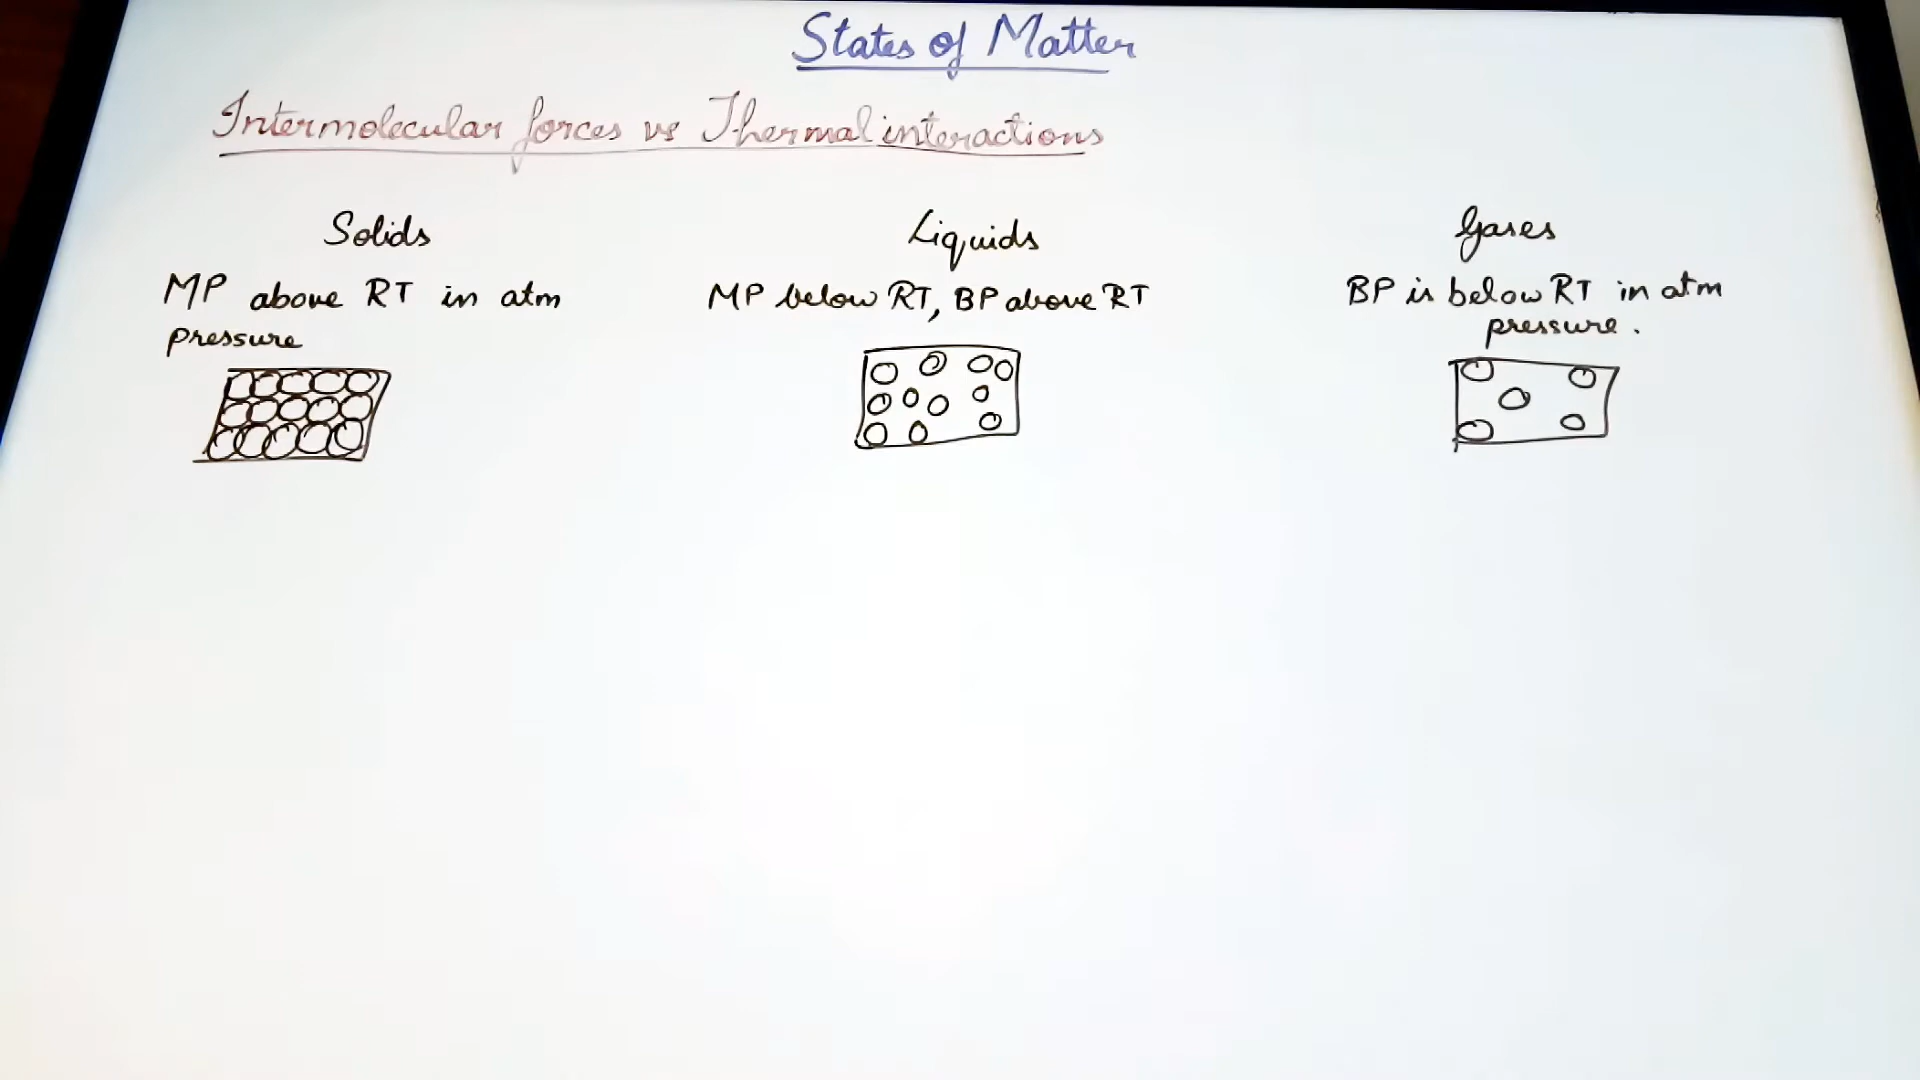 States of Matter
Intermolecular forces vs Thermal interactions
Solids
MP above RT in atm
pressure
Liquids
MP below RT, BP above RT
Gases
BP is below RT in atm
pressure.